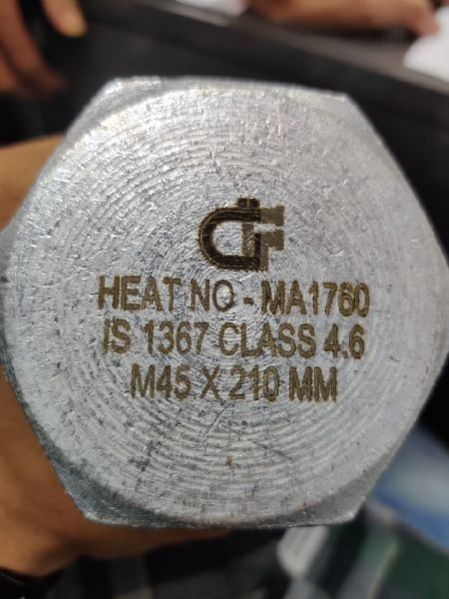 HEAT NO - MA1760
IS 1367 CLASS 4.6
M45 X 210 MM